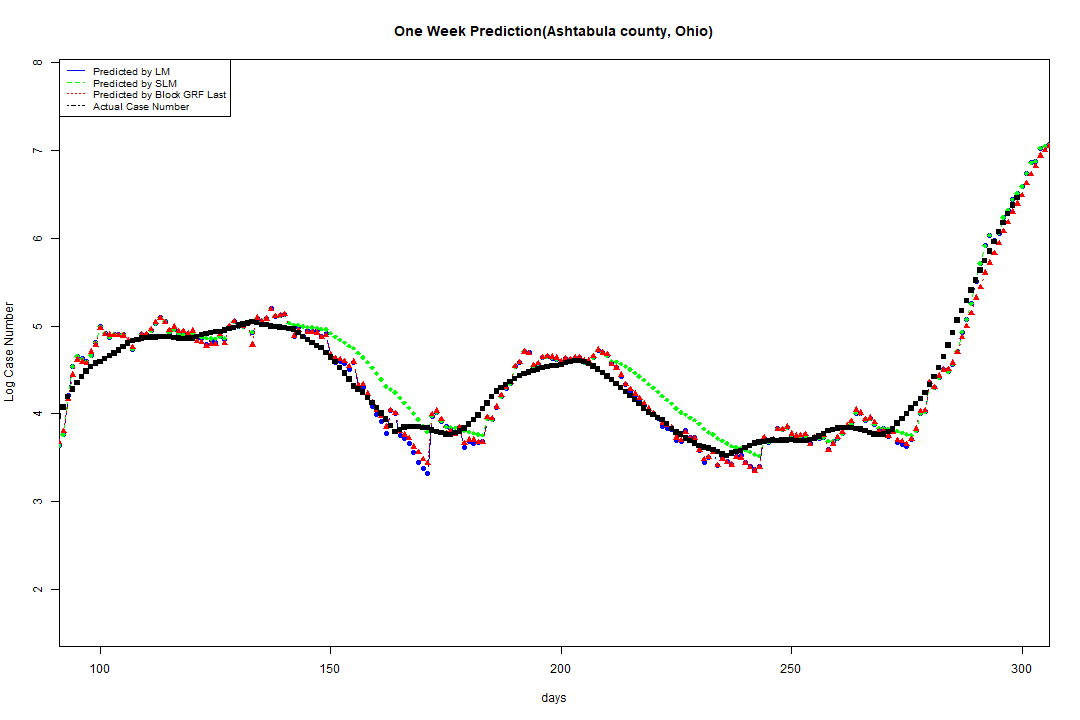 One Week Prediction(Ashtabula county, Ohio)
8
Predicted by LM
Predicted by SLM
Predicted by Block GRF Last
Actual Case Number
7
6
5
4
3
2
Log Case Number
100 150 200 250 300
days